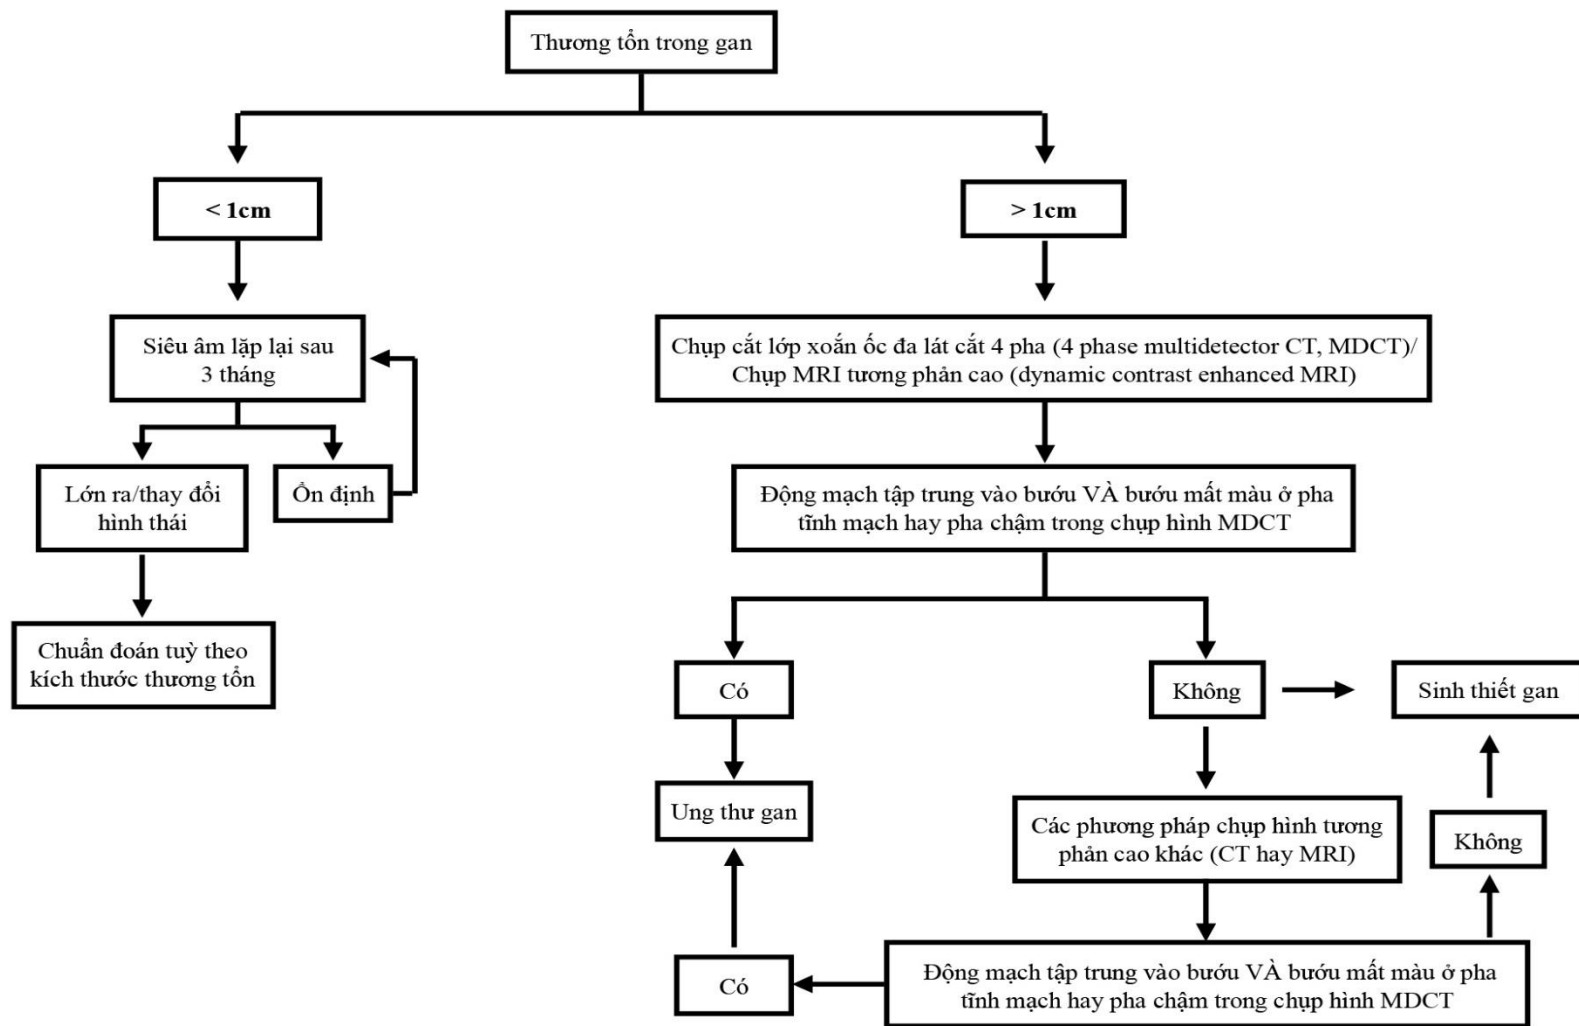 Thương tổn trong gan
< 1cm
> 1cm
Siêu âm lặp lại sau
3 tháng
Chụp cắt lớp xoắn ốc đa lát cắt 4 pha (4 phase multidetector CT, MDCT)/
Chụp MRI tương phản cao (dynamic contrast enhanced MRI)
Lớn ra/thay đổi
hình thái
Ổn định
Động mạch tập trung vào bướu VÀ bướu mất màu ở pha
tĩnh mạch hay pha chậm trong chụp hình MDCT
Chuẩn đoán tuỳ theo
kích thước thương tổn
Có
Không
Sinh thiết gan
Ung thư gan
Các phương pháp chụp hình tương
phản cao khác (CT hay MRI)
Không
Có
Động mạch tập trung vào bướu VÀ bướu mất màu ở pha
tĩnh mạch hay pha chậm trong chụp hình MDCT